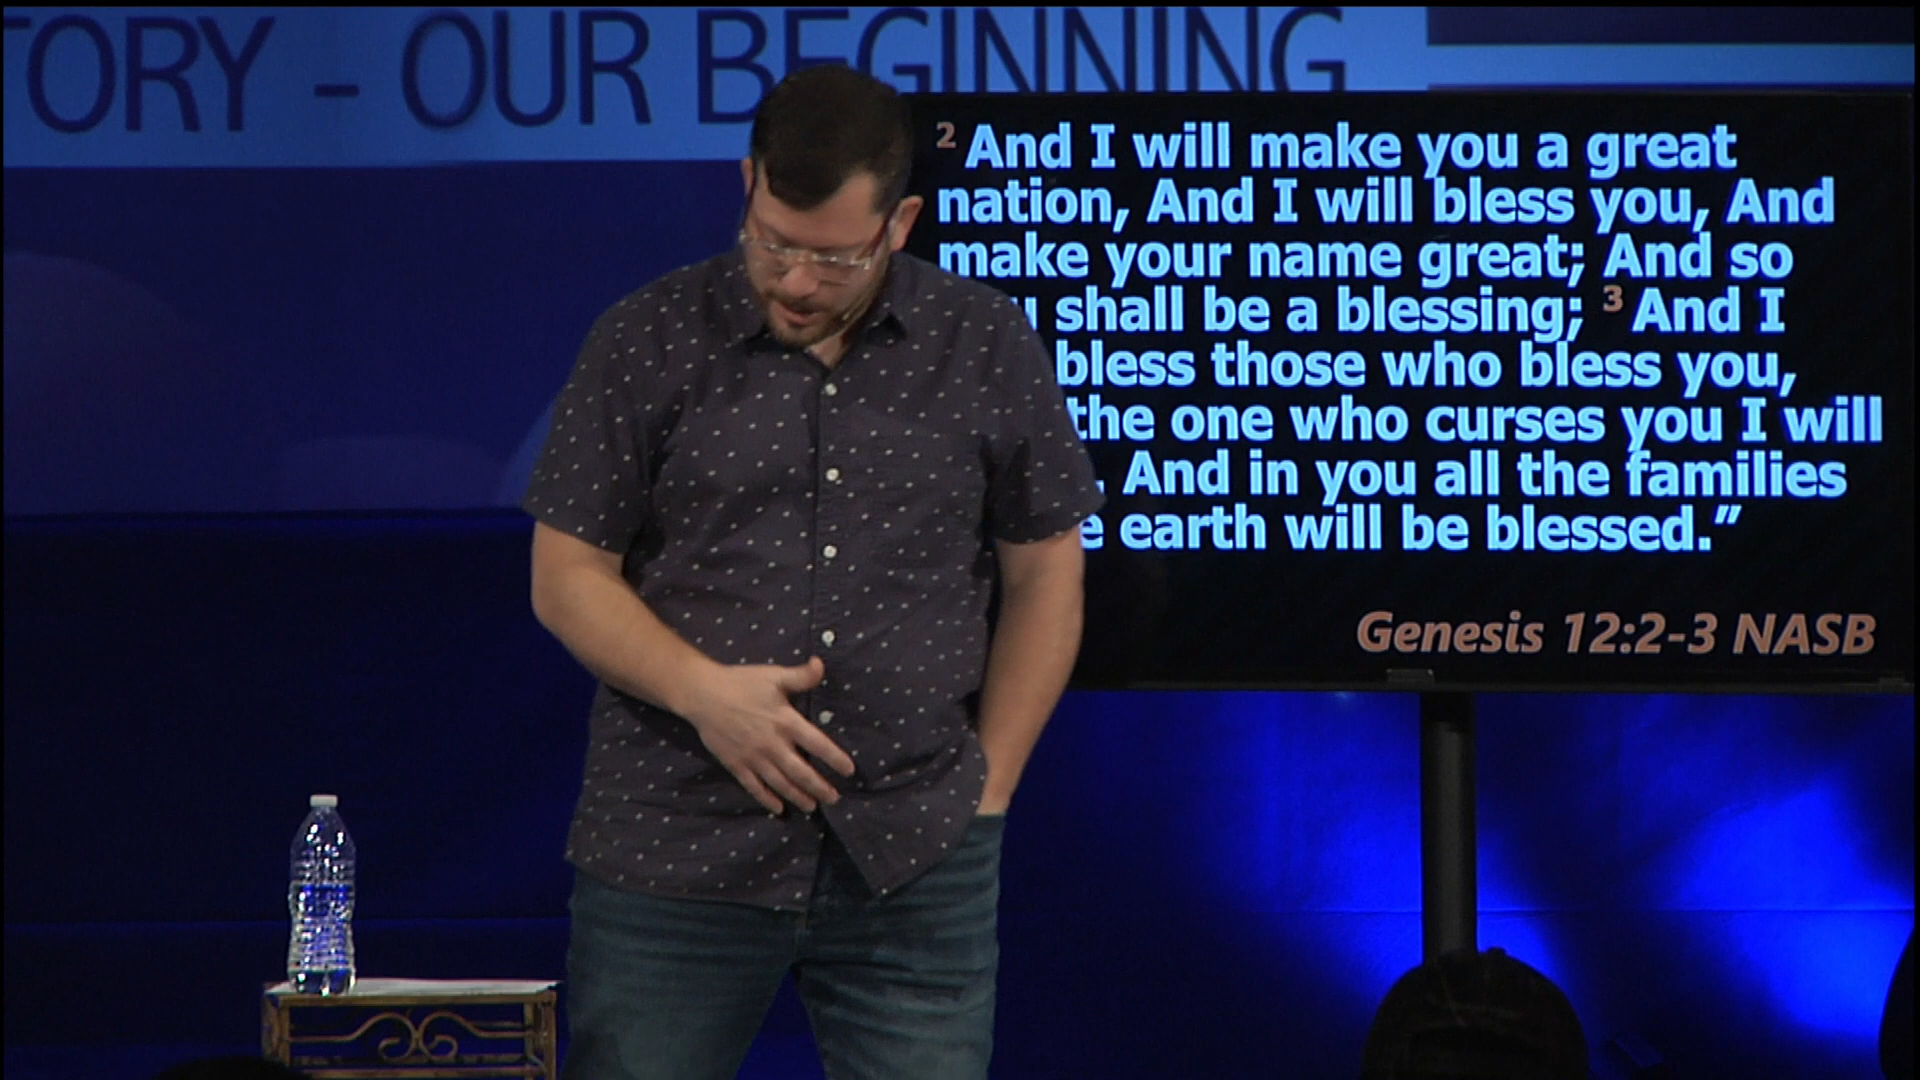 TORY - OUR BEGINNING
2 And I will make you a great
nation, And I will bless you, And
make your name great; And so
shall be a blessing; 3 And I
bless those who bless you,
the one who curses you I will
. And in you all the families
earth will be blessed.”
Genesis 12:2-3 NASB